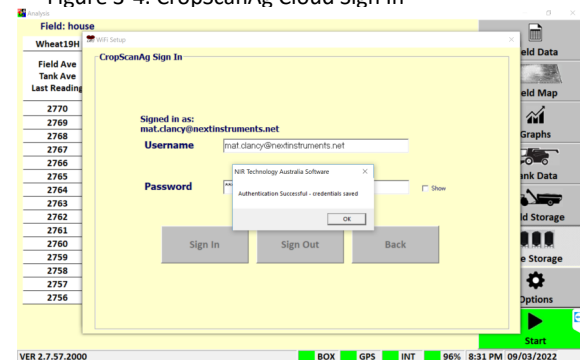 Figure 3-4: CropScanAg Cloud Sign in
Analysis
Field: house
Wheat19H
Field Ave
Tank Ave
Last Reading
2770
2769
2768
2767
2766
2765
2764
2763
2762
2761
2760
2759
2758
2757
2756
WiFi Setup
CropScanAg Sign In
Signed in as:
mat.clancy@nextinstruments.net
Username
mat.clancy@nextinstruments.net
Password
Show
NIR Technology Australia Software
Authentication Successful - credentials saved
OK
Sign In
Sign Out
Back
eld Data
eld Map
Graphs
ank Data
ld Storage
e Storage
Options
Start
VER 2.7.57.2000
BOX
GPS
INT
96%
8:31 PM 09/03/2022